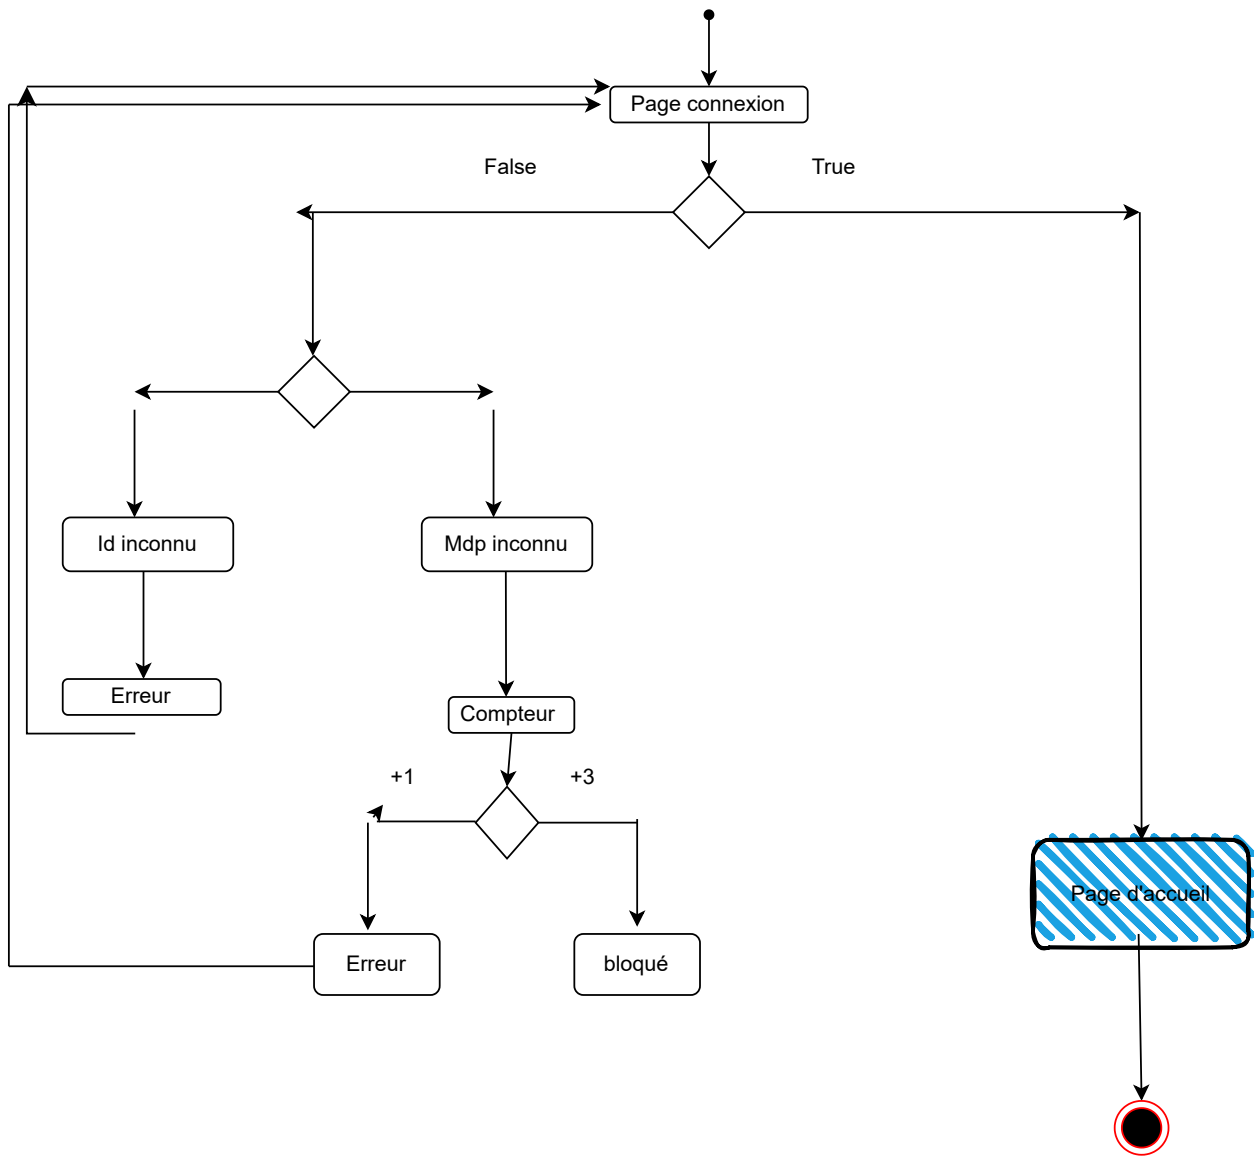 Page connexion
False
True
Id inconnu
Mdp inconnu
Erreur
Compteur
+1
+3
Page d'accueil
Erreur
bloqué